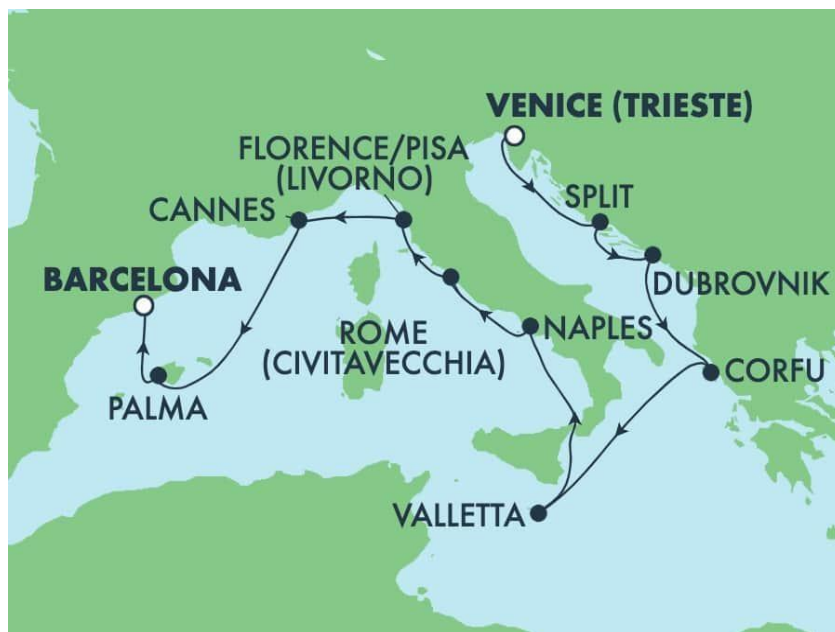 VENICE (TRIESTE)
FLORENCE/PISA
(LIVORNO)
SPLIT
CANNES
DUBROVNIK
BARCELONA
ROME
(CIVITAVECCHIA)
NAPLES
CORFU
PALMA
VALLETTA